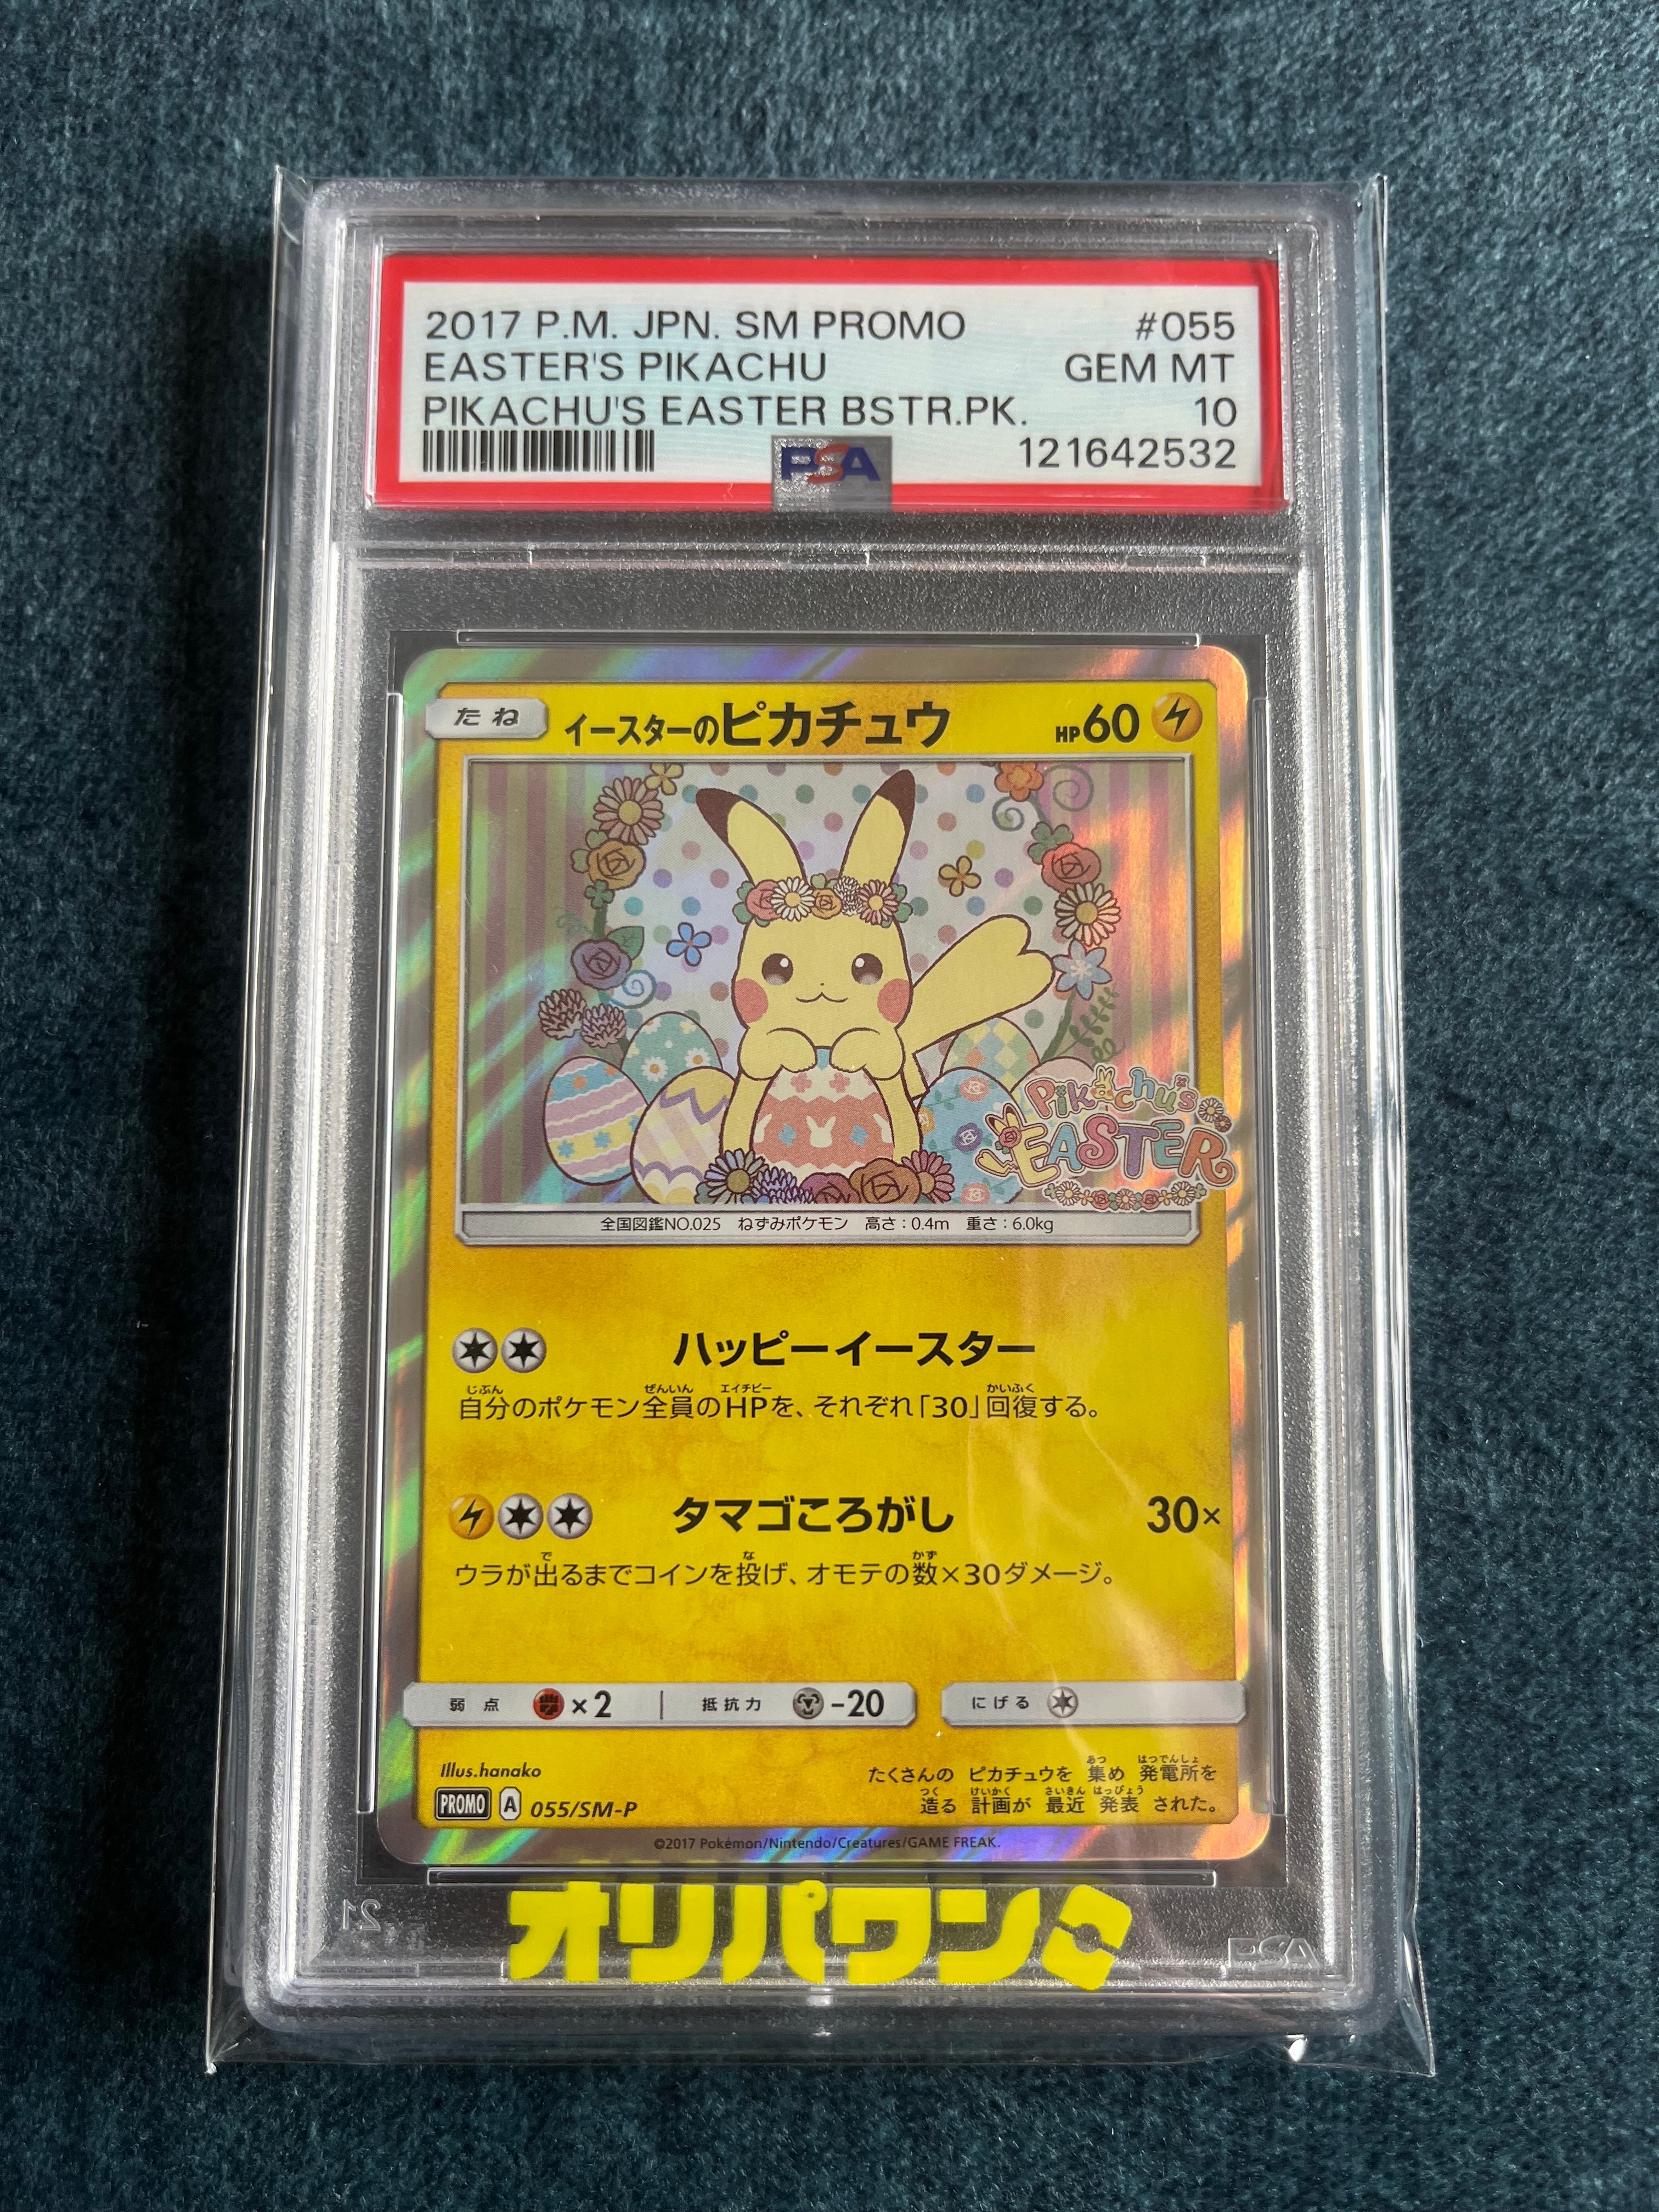 2017 P.M. JPN. SM PROMO #055
EASTER'S PIKACHU GEM MT
PIKACHU'S EASTER BSTR.PK. 10
PSA 121642532
たね イースターのピカチュウ HP60
Pikachu's
EASTER
全国図鑑NO.025 ねずみポケモン 高さ:0.4m 重さ:6.0kg
ハッピーイースター
じぶん ぜんいん エイチピー かいふく
自分のポケモン全員のHPを、それぞれ「30」回復する。
タマゴころがし 30×
で な かず
ウラが出るまでコインを投げ、オモテの数×30ダメージ。
弱点 ×2 抵抗力 -20 にげる
Illus.hanako
あつ はつでんしょ
たくさんの ピカチュウを 集め 発電所を
つく けいかく さいきん はっぴょう
造る 計画が 最近 発表 された。
PROMO A 055/SM-P
©2017 Pokémon/Nintendo/Creatures/GAME FREAK.
オリパワン
PSA